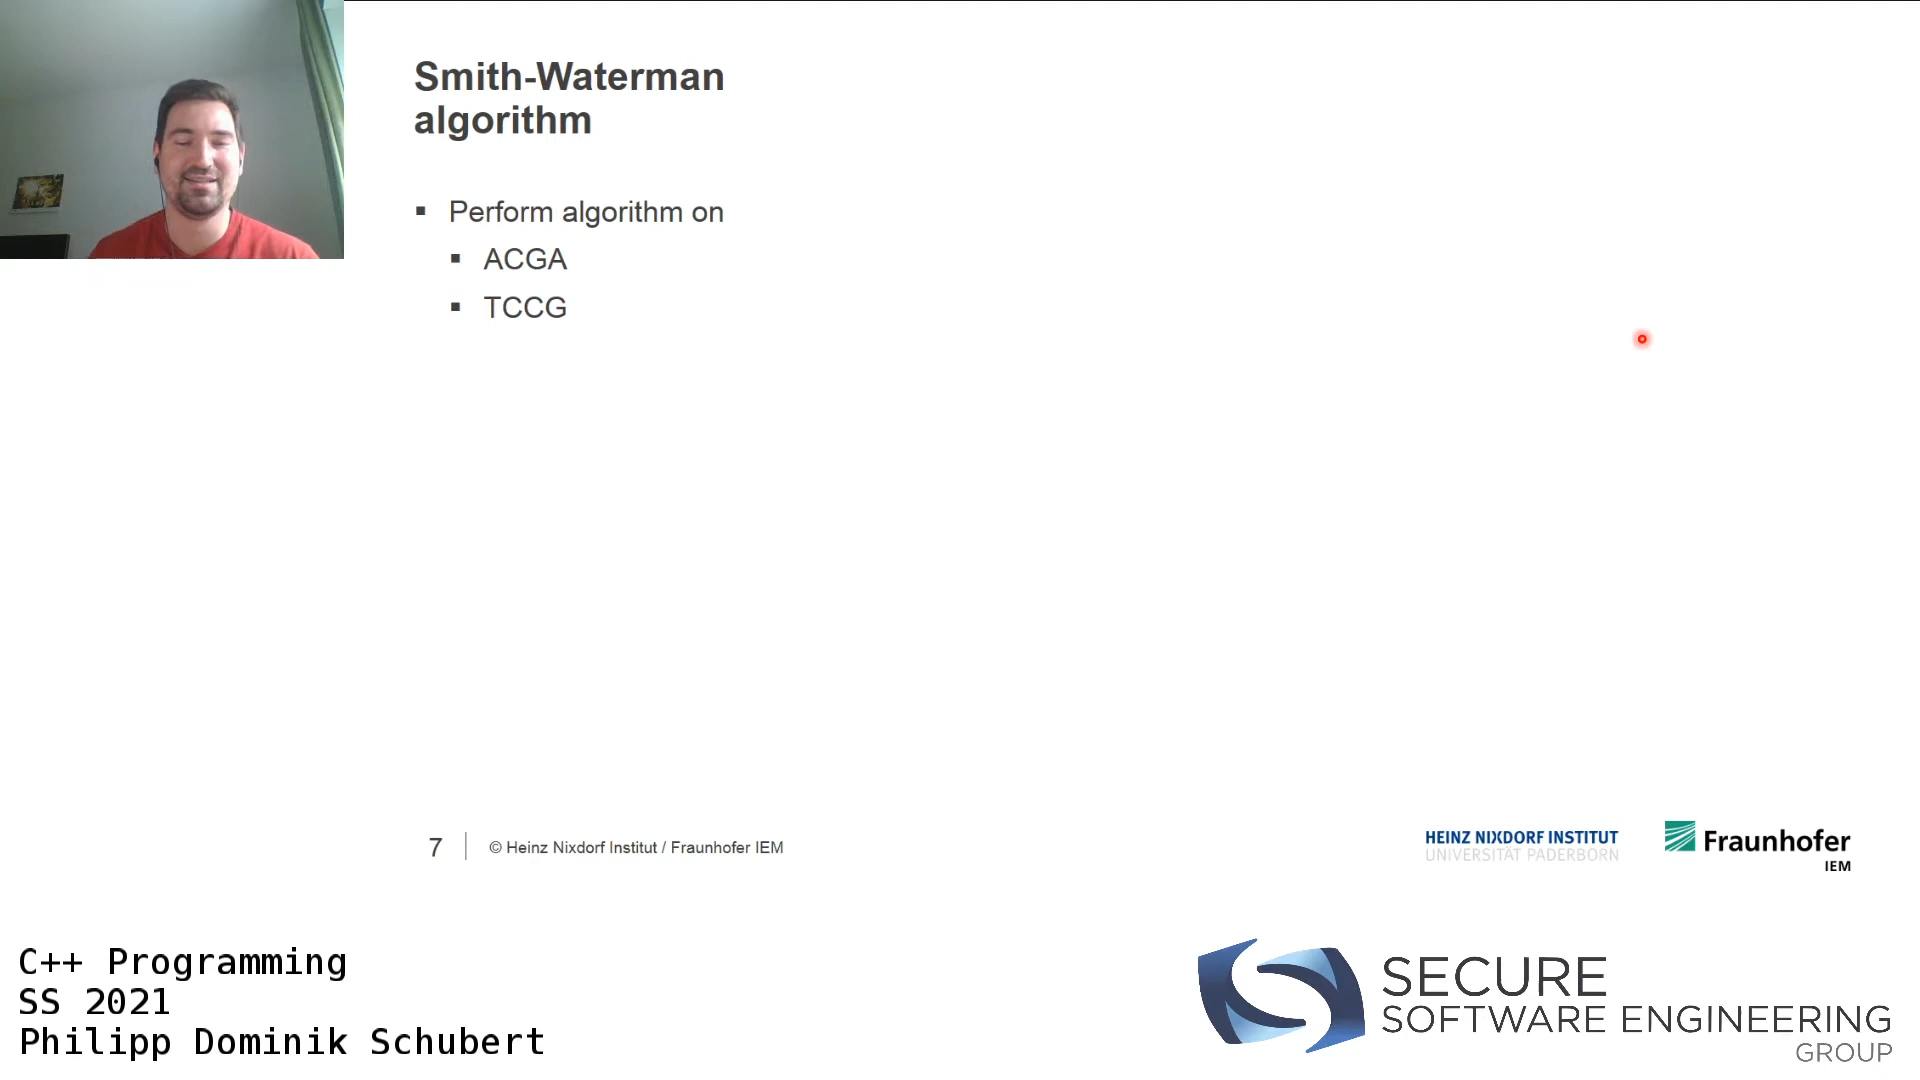 Smith-Waterman
algorithm
▪ Perform algorithm on
▪ ACGA
▪ TCCG
7
© Heinz Nixdorf Institut / Fraunhofer IEM
HEINZ NIXDORF INSTITUT
UNIVERSITÄT PADERBORN
Fraunhofer
IEM
C++ Programming
SS 2021
Philipp Dominik Schubert
SECURE
SOFTWARE ENGINEERING
GROUP